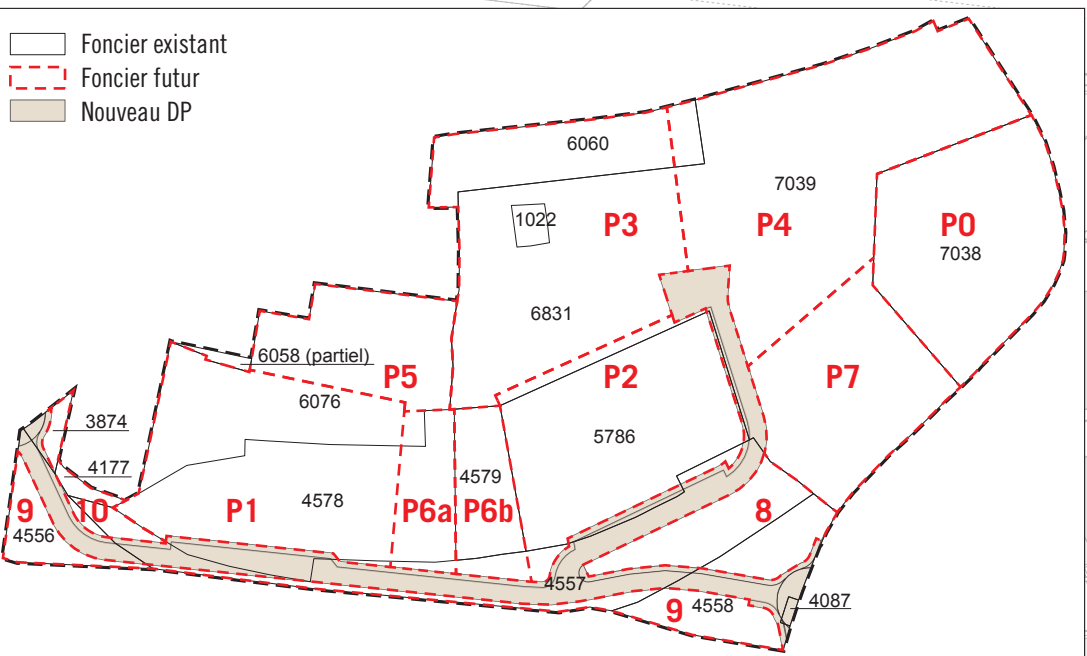 Foncier existant
Foncier futur
Nouveau DP
6060
7039
1022
P3
P4
P0
7038
6831
6058 (partiel)
P5
P2
P7
6076
3874
5786
4177
4579
4578
9
10
P1
P6a
P6b
8
4556
4557
4558
4087
9